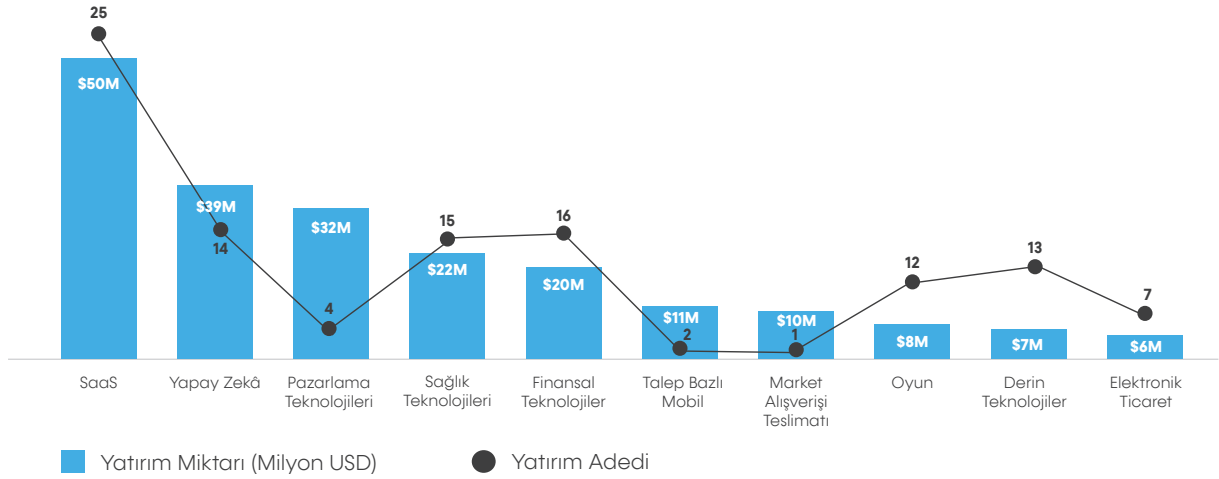 25
$50M
$39M
14
$32M
4
15
$22M
16
$20M
$11M
2
$10M
1
12
$8M
13
$7M
7
$6M
SaaS
Yapay Zekâ
Pazarlama
Teknolojileri
Sağlık
Teknolojileri
Finansal
Teknolojiler
Talep Bazlı
Mobil
Market
Alışverişi
Teslimatı
Oyun
Derin
Teknolojiler
Elektronik
Ticaret
Yatırım Miktarı (Milyon USD)
Yatırım Adedi